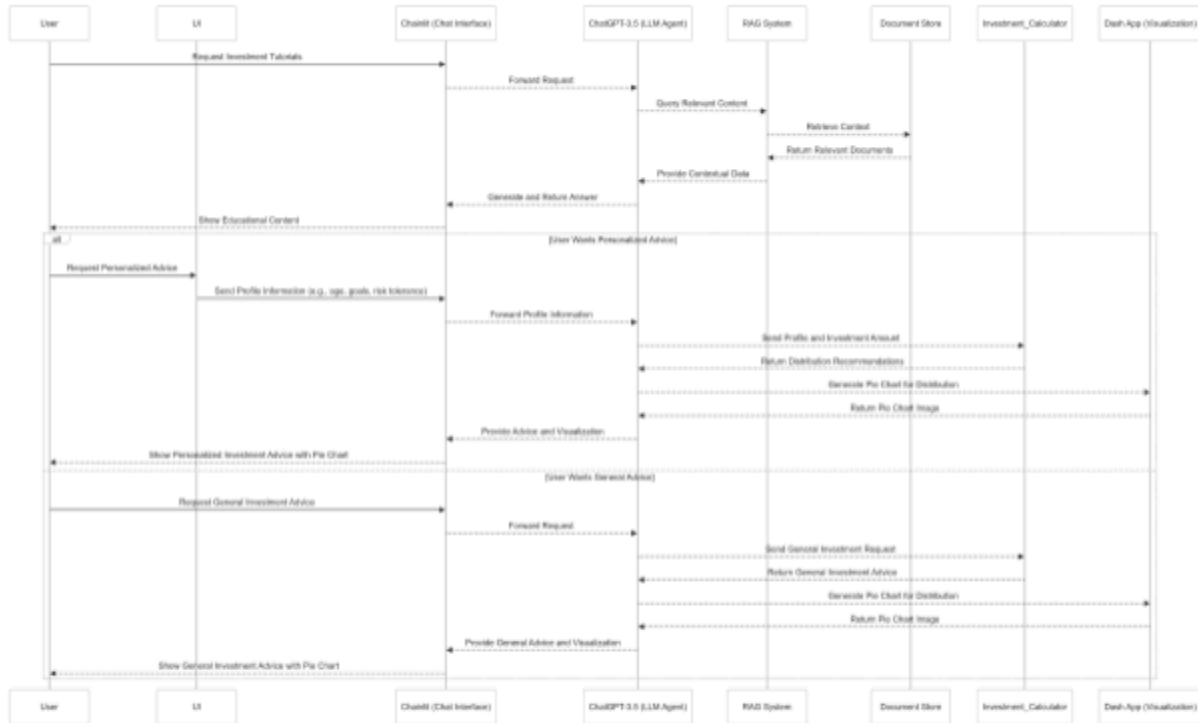 User
UI
Chainlit (Chat Interface)
ChatGPT-3.5 (LLM Agent)
RAG System
Document Store
Investment_Calculator
Dash App (Visualization)
Request Investment Tutorials
Forward Request
Query Relevant Content
Retrieve Context
Return Relevant Documents
Provide Contextual Data
Generate and Return Answer
Show Educational Content
alt
[User Wants Personalized Advice]
Request Personalized Advice
Send Profile Information (e.g., age, goals, risk tolerance)
Forward Profile Information
Send Profile and Investment Amount
Return Distribution Recommendations
Generate Pie Chart for Distribution
Return Pie Chart Image
Provide Advice and Visualization
Show Personalized Investment Advice with Pie Chart
[User Wants General Advice]
Request General Investment Advice
Forward Request
Send General Investment Request
Return General Investment Advice
Generate Pie Chart for Distribution
Return Pie Chart Image
Provide General Advice and Visualization
Show General Investment Advice with Pie Chart
User
UI
Chainlit (Chat Interface)
ChatGPT-3.5 (LLM Agent)
RAG System
Document Store
Investment_Calculator
Dash App (Visualization)